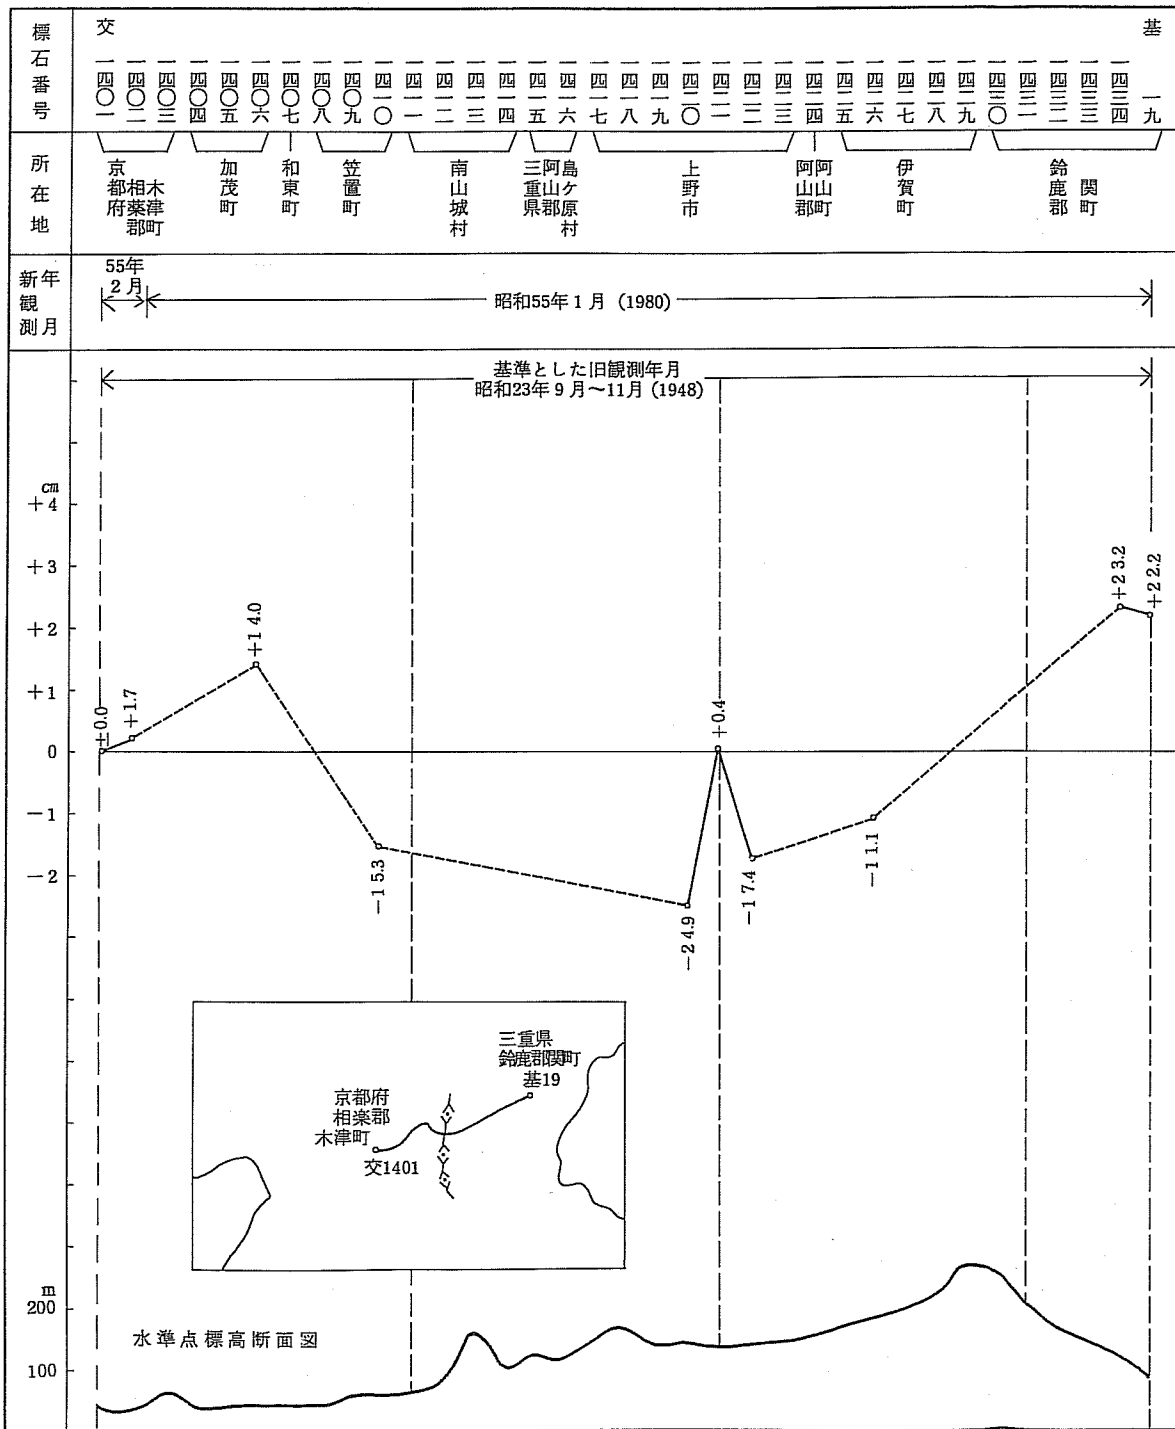 標石番号
交
一四〇一
一四〇二
一四〇三
一四〇四
一四〇五
一四〇六
一四〇七
一四〇八
一四〇九
一四一〇
一四一一
一四一二
一四一三
一四一四
一四一五
一四一六
一四一七
一四一八
一四一九
一四二〇
一四二一
一四二二
一四二三
一四二四
一四二五
一四二六
一四二七
一四二八
一四二九
一四三〇
一四三一
一四三二
一四三三
一四三四
基
一九
所在地
京都府
相楽郡
木津町
加茂町
和束町
笠置町
南山城村
三重県
阿山郡
島ケ原村
上野市
阿山郡
阿山町
伊賀町
鈴鹿郡
関町
新観測
年月
55年
2月
昭和55年1月 (1980)
基準とした旧観測年月
昭和23年9月～11月 (1948)
cm
+4
+3
+2
+1
0
-1
-2
±0.0
+1.7
+14.0
-15.3
-24.9
+0.4
-17.4
-11.1
+23.2
+22.2
三重県
鈴鹿郡関町
基19
京都府
相楽郡
木津町
交1401
m
200
100
水準点標高断面図